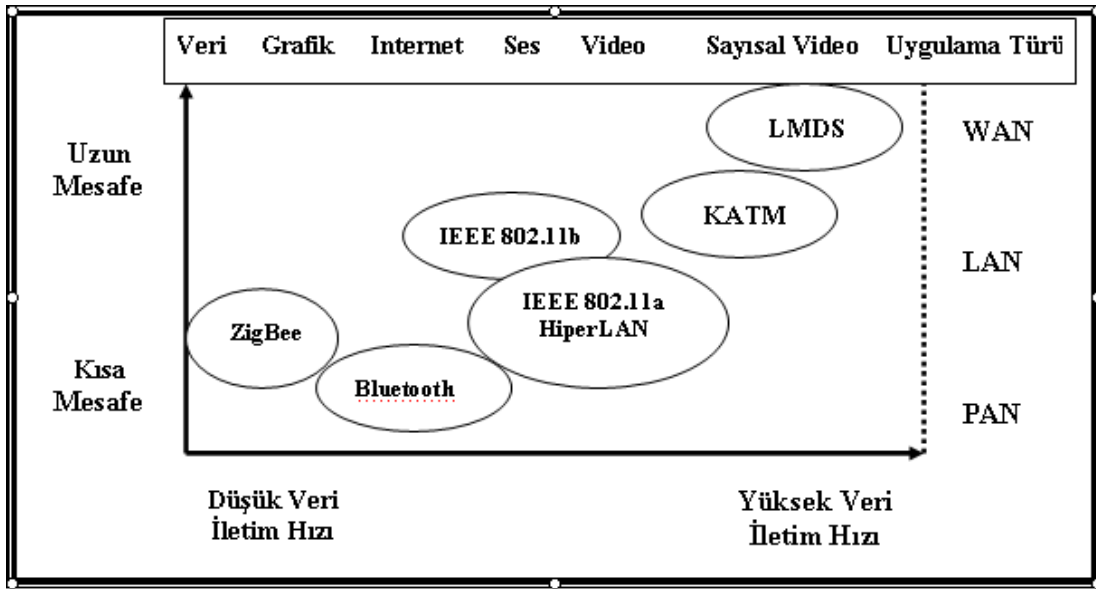 Veri Grafik Internet Ses Video Sayısal Video Uygulama Türü
LMDS
WAN
Uzun
Mesafe
KATM
IEEE 802.11b
LAN
IEEE 802.11a
HiperLAN
ZigBee
Kısa
Mesafe
Bluetooth
PAN
Düşük Veri
İletim Hızı
Yüksek Veri
İletim Hızı